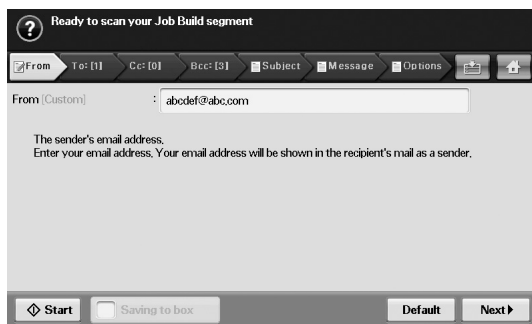 ? Ready to scan your Job Build segment
From To: [1] Cc: [0] Bcc: [3] Subject Message Options
From [Custom] : abcdef@abc.com
The sender's email address.
Enter your email address. Your email address will be shown in the recipient's mail as a sender.
Start Saving to box Default Next